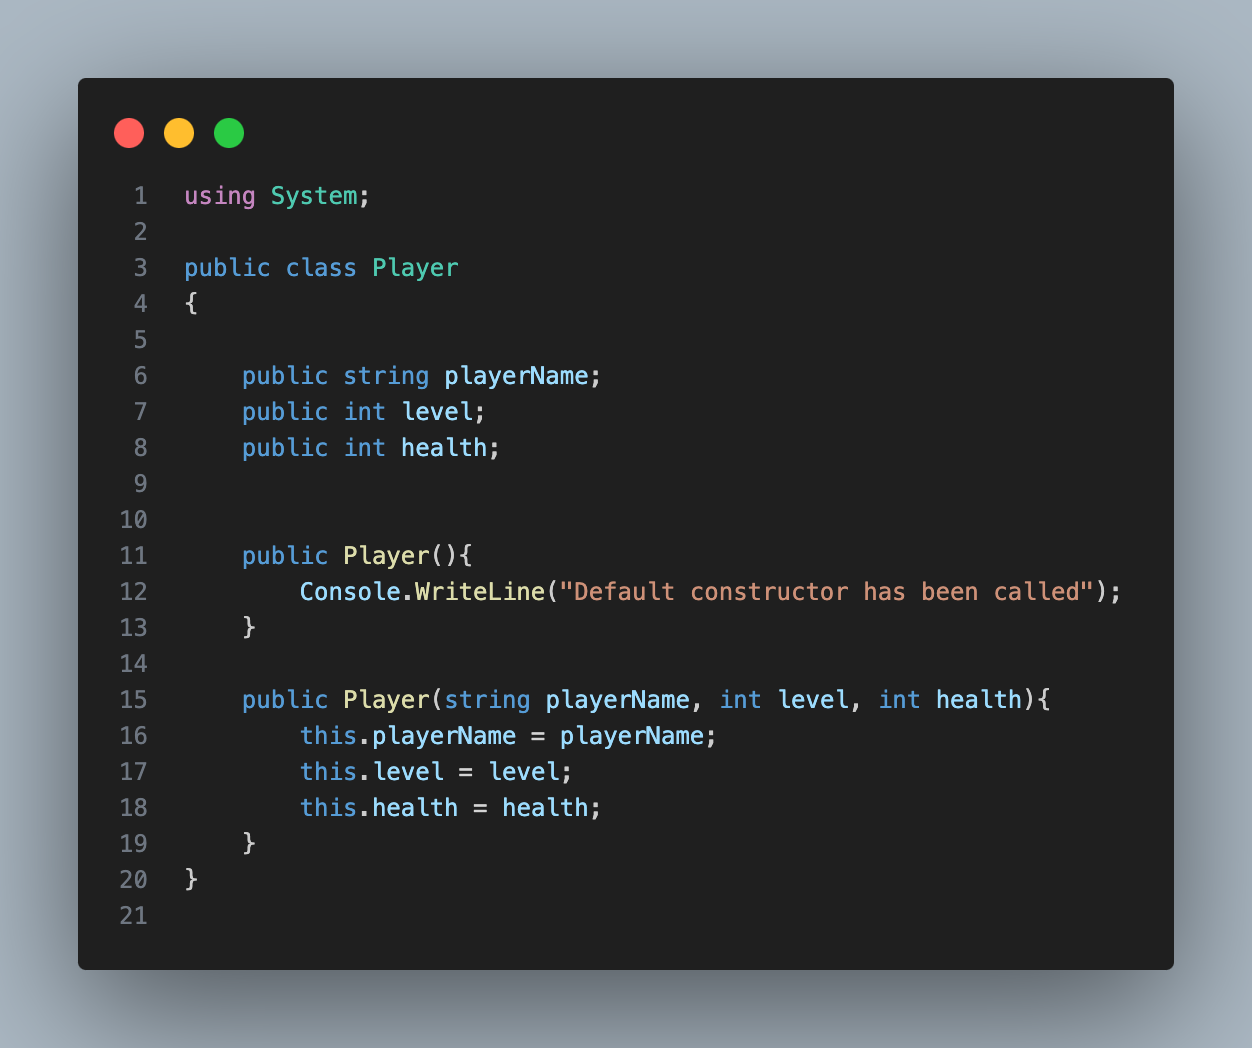 1 using System;
2
3 public class Player
4 {
5
6     public string playerName;
7     public int level;
8     public int health;
9
10
11     public Player(){
12         Console.WriteLine("Default constructor has been called");
13     }
14
15     public Player(string playerName, int level, int health){
16         this.playerName = playerName;
17         this.level = level;
18         this.health = health;
19     }
20 }
21